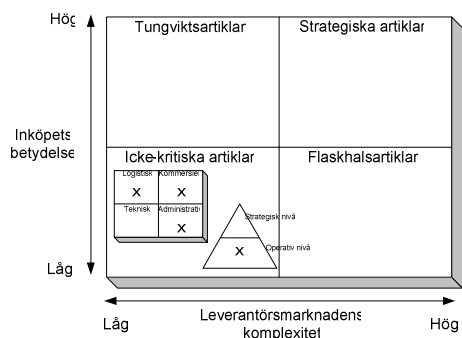 Hög
Tungviktsartiklar
Strategiska artiklar
Inköpets
betydelse
Icke-kritiska artiklar
Flaskhalsartiklar
Logistisk
Kommersiell
x
x
Teknisk
Administrativ
x
Strategisk nivå
Operativ nivå
x
Låg
Låg
Leverantörsmarknadens
komplexitet
Hög